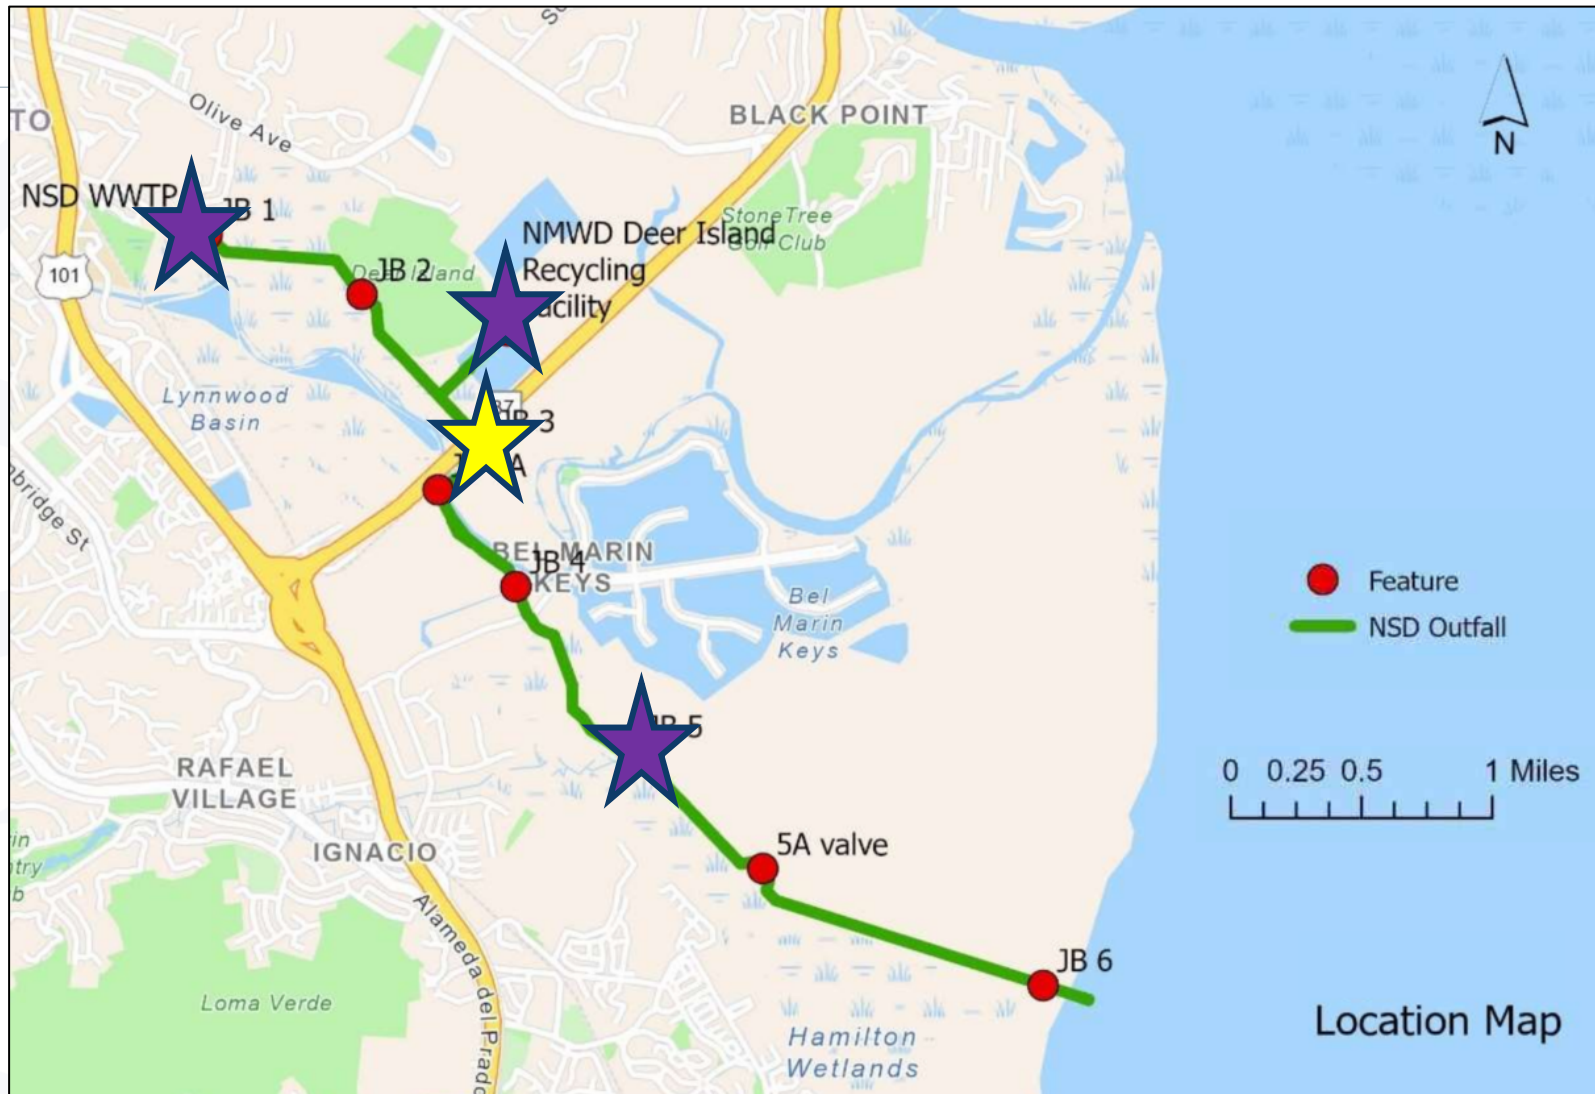 Olive Ave
TO
BLACK POINT
N
NSD WWTP
JB 1
StoneTree
Golf Club
NMWD Deer Island
Recycling
Facility
101
JB 2
Deer Island
37
JB 3
A
Lynnwood
Basin
BEL MARIN
KEYS
JB 4
Bel
Marin
Keys
Feature
NSD Outfall
JB 5
RAFAEL
VILLAGE
0 0.25 0.5 1 Miles
IGNACIO
5A valve
Alameda del Prado
JB 6
Loma Verde
Hamilton
Wetlands
Location Map